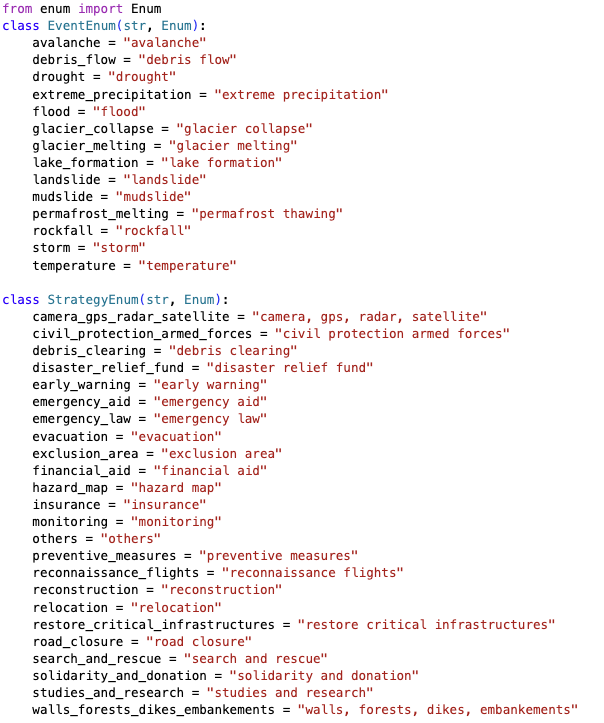 from enum import Enum
class EventEnum(str, Enum):
    avalanche = "avalanche"
    debris_flow = "debris flow"
    drought = "drought"
    extreme_precipitation = "extreme precipitation"
    flood = "flood"
    glacier_collapse = "glacier collapse"
    glacier_melting = "glacier melting"
    lake_formation = "lake formation"
    landslide = "landslide"
    mudslide = "mudslide"
    permafrost_melting = "permafrost thawing"
    rockfall = "rockfall"
    storm = "storm"
    temperature = "temperature"

class StrategyEnum(str, Enum):
    camera_gps_radar_satellite = "camera, gps, radar, satellite"
    civil_protection_armed_forces = "civil protection armed forces"
    debris_clearing = "debris clearing"
    disaster_relief_fund = "disaster relief fund"
    early_warning = "early warning"
    emergency_aid = "emergency aid"
    emergency_law = "emergency law"
    evacuation = "evacuation"
    exclusion_area = "exclusion area"
    financial_aid = "financial aid"
    hazard_map = "hazard map"
    insurance = "insurance"
    monitoring = "monitoring"
    others = "others"
    preventive_measures = "preventive measures"
    reconnaissance_flights = "reconnaissance flights"
    reconstruction = "reconstruction"
    relocation = "relocation"
    restore_critical_infrastructures = "restore critical infrastructures"
    road_closure = "road closure"
    search_and_rescue = "search and rescue"
    solidarity_and_donation = "solidarity and donation"
    studies_and_research = "studies and research"
    walls_forests_dikes_embankements = "walls, forests, dikes, embankements"